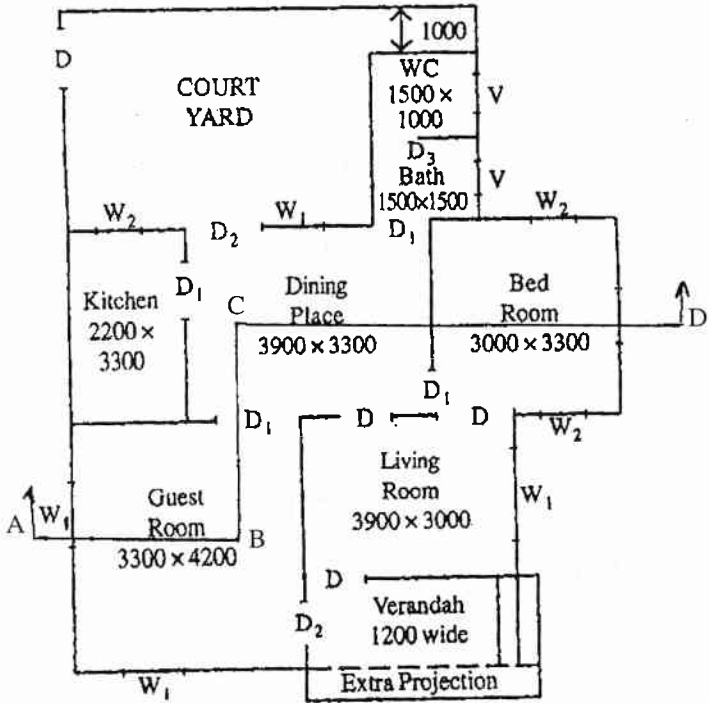 1000
D
COURT
YARD
WC
1500 ×
1000
V
D3
Bath
1500×1500
V
W2
D2
W1
D1
W2
Kitchen
2200 ×
3300
D1
C
Dining
Place
3900 × 3300
Bed
Room
3000 × 3300
D
D1
D1
D
D
W2
A
W1
Guest
Room
3300 × 4200
B
Living
Room
3900 × 3000
W1
D
D2
Verandah
1200 wide
W1
Extra Projection